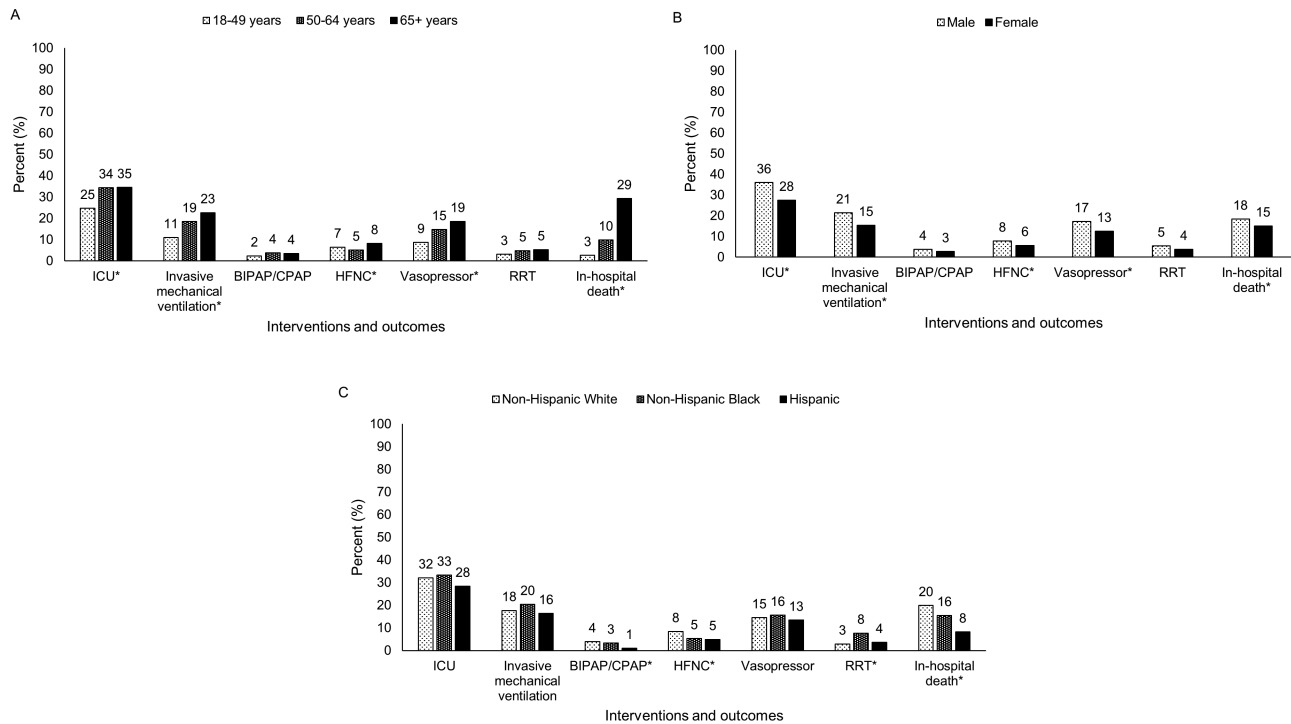 A
18-49 years 50-64 years 65+ years
Percent (%)
100
90
80
70
60
50
40
30
20
10
0
25 34 35
11 19 23
2 4 4
7 5 8
9 15 19
3 5 5
3 10 29
ICU* Invasive mechanical ventilation* BIPAP/CPAP HFNC* Vasopressor* RRT In-hospital death*
Interventions and outcomes
B
Male Female
Percent (%)
100
90
80
70
60
50
40
30
20
10
0
36 28
21 15
4 3
8 6
17 13
5 4
18 15
ICU* Invasive mechanical ventilation* BIPAP/CPAP HFNC* Vasopressor* RRT In-hospital death*
Interventions and outcomes
C
Non-Hispanic White Non-Hispanic Black Hispanic
Percent (%)
100
90
80
70
60
50
40
30
20
10
0
32 33 28
18 20 16
4 3 1
8 5 5
15 16 13
3 8 4
20 16 8
ICU Invasive mechanical ventilation BIPAP/CPAP* HFNC* Vasopressor RRT* In-hospital death*
Interventions and outcomes